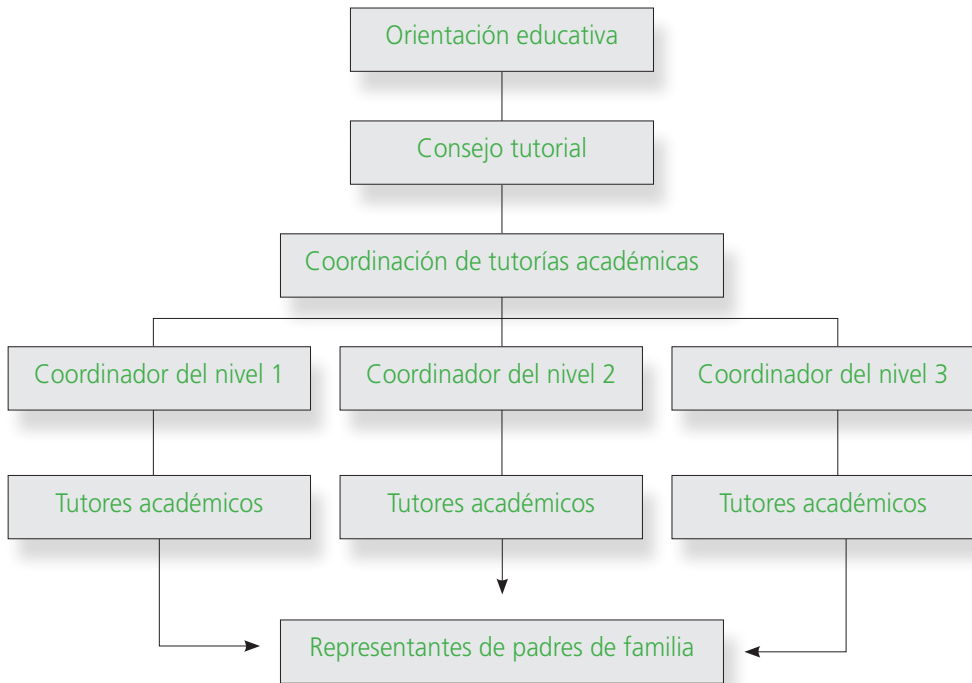 Orientación educativa
Consejo tutorial
Coordinación de tutorías académicas
Coordinador del nivel 1
Coordinador del nivel 2
Coordinador del nivel 3
Tutores académicos
Tutores académicos
Tutores académicos
Representantes de padres de familia